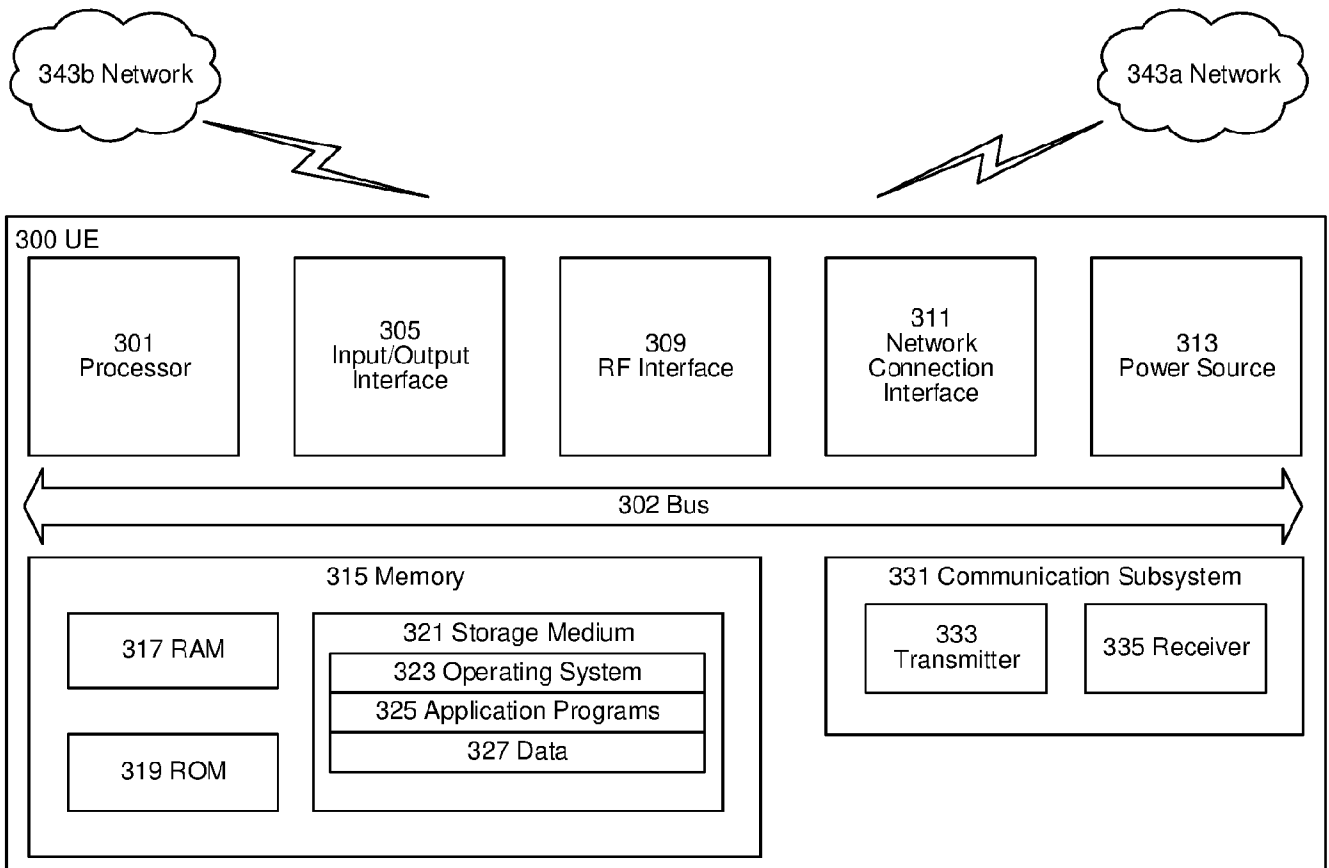 343b Network
343a Network
300 UE
301
Processor
305
Input/Output
Interface
309
RF Interface
311
Network
Connection
Interface
313
Power Source
302 Bus
315 Memory
317 RAM
319 ROM
321 Storage Medium
323 Operating System
325 Application Programs
327 Data
331 Communication Subsystem
333
Transmitter
335 Receiver